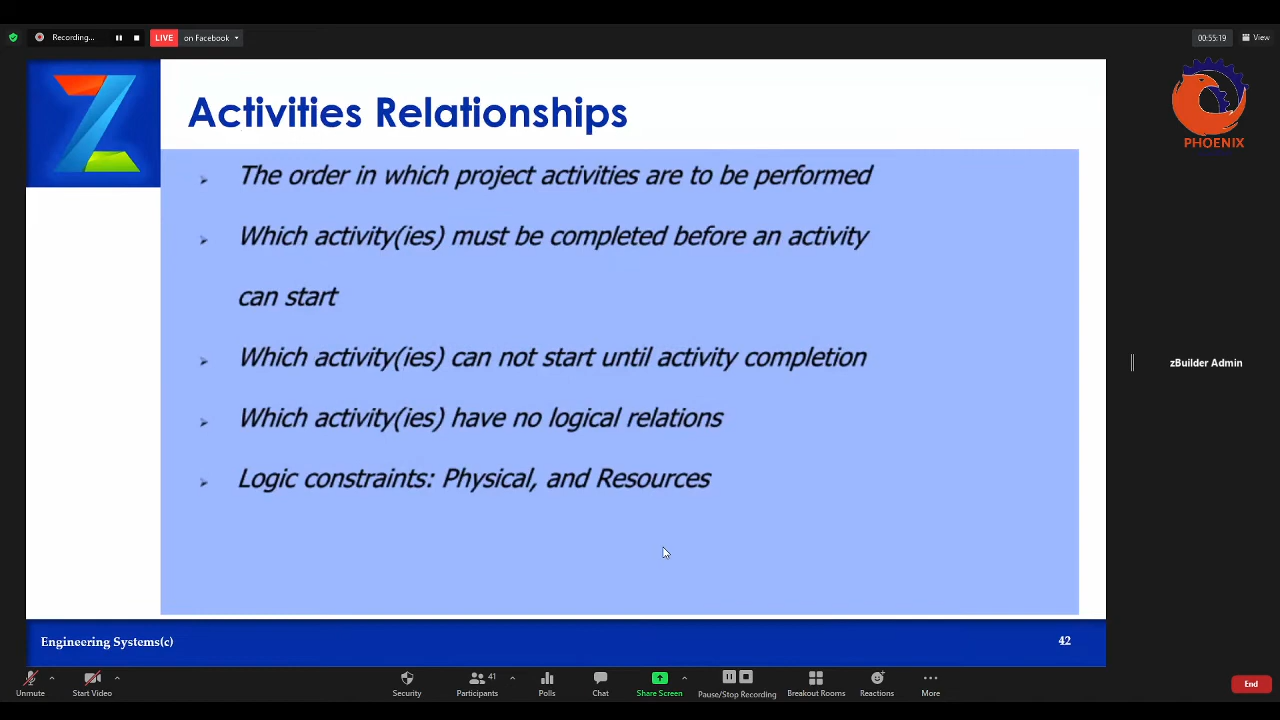 Recording...
LIVE on Facebook
00:55:19 View
Z
Activities Relationships
PHOENIX
The order in which project activities are to be performed
Which activity(ies) must be completed before an activity
can start
Which activity(ies) can not start until activity completion
zBuilder Admin
Which activity(ies) have no logical relations
Logic constraints: Physical, and Resources
Engineering Systems(c) 42
41
Unmute Start Video Security Participants Polls Chat Share Screen Pause/Stop Recording Breakout Rooms Reactions More End